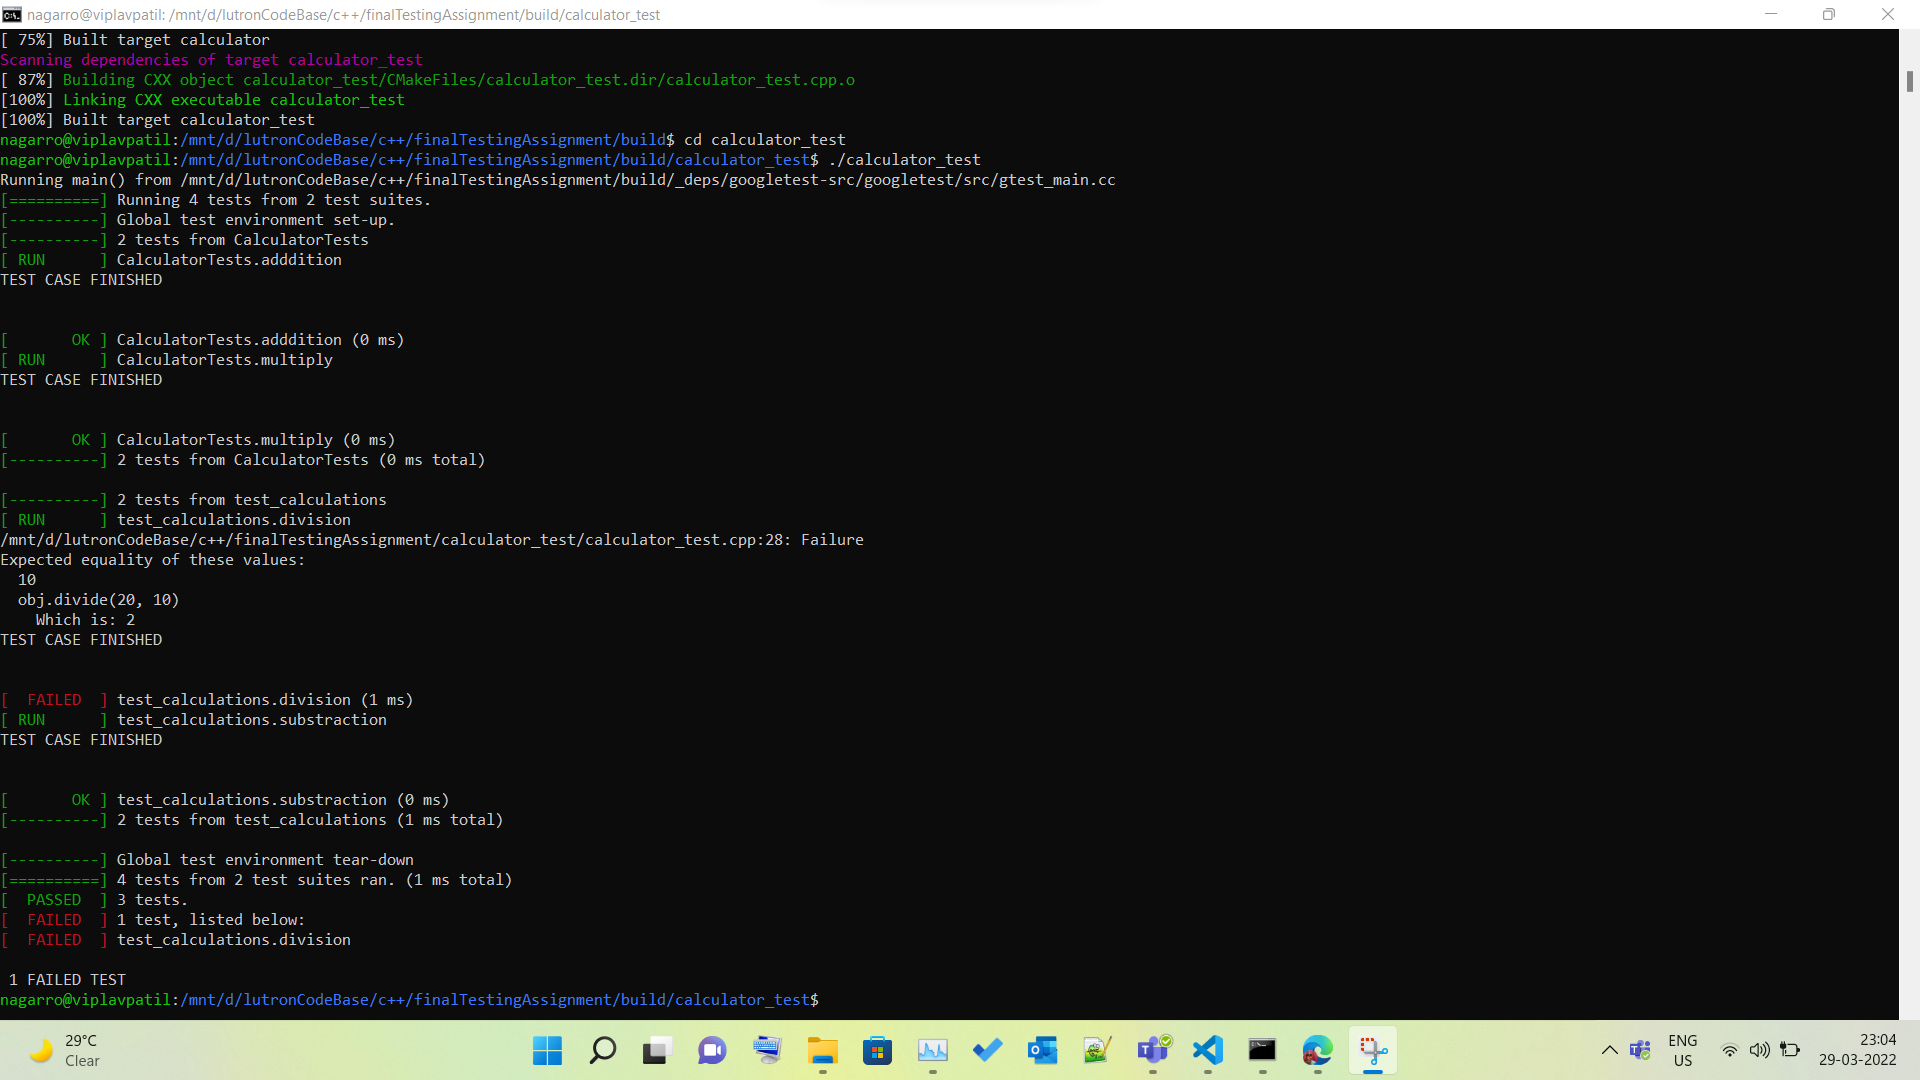 nagarro@viplavpatil: /mnt/d/lutronCodeBase/c++/finalTestingAssignment/build/calculator_test
[ 75%] Built target calculator
Scanning dependencies of target calculator_test
[ 87%] Building CXX object calculator_test/CMakeFiles/calculator_test.dir/calculator_test.cpp.o
[100%] Linking CXX executable calculator_test
[100%] Built target calculator_test
nagarro@viplavpatil:/mnt/d/lutronCodeBase/c++/finalTestingAssignment/build$ cd calculator_test
nagarro@viplavpatil:/mnt/d/lutronCodeBase/c++/finalTestingAssignment/build/calculator_test$ ./calculator_test
Running main() from /mnt/d/lutronCodeBase/c++/finalTestingAssignment/build/_deps/googletest-src/googletest/src/gtest_main.cc
[==========] Running 4 tests from 2 test suites.
[----------] Global test environment set-up.
[----------] 2 tests from CalculatorTests
[ RUN      ] CalculatorTests.adddition
TEST CASE FINISHED
[       OK ] CalculatorTests.adddition (0 ms)
[ RUN      ] CalculatorTests.multiply
TEST CASE FINISHED
[       OK ] CalculatorTests.multiply (0 ms)
[----------] 2 tests from CalculatorTests (0 ms total)
[----------] 2 tests from test_calculations
[ RUN      ] test_calculations.division
/mnt/d/lutronCodeBase/c++/finalTestingAssignment/calculator_test/calculator_test.cpp:28: Failure
Expected equality of these values:
  10
  obj.divide(20, 10)
    Which is: 2
TEST CASE FINISHED
[  FAILED  ] test_calculations.division (1 ms)
[ RUN      ] test_calculations.substraction
TEST CASE FINISHED
[       OK ] test_calculations.substraction (0 ms)
[----------] 2 tests from test_calculations (1 ms total)
[----------] Global test environment tear-down
[==========] 4 tests from 2 test suites ran. (1 ms total)
[  PASSED  ] 3 tests.
[  FAILED  ] 1 test, listed below:
[  FAILED  ] test_calculations.division
 1 FAILED TEST
nagarro@viplavpatil:/mnt/d/lutronCodeBase/c++/finalTestingAssignment/build/calculator_test$
29°C
Clear
ENG
US
23:04
29-03-2022